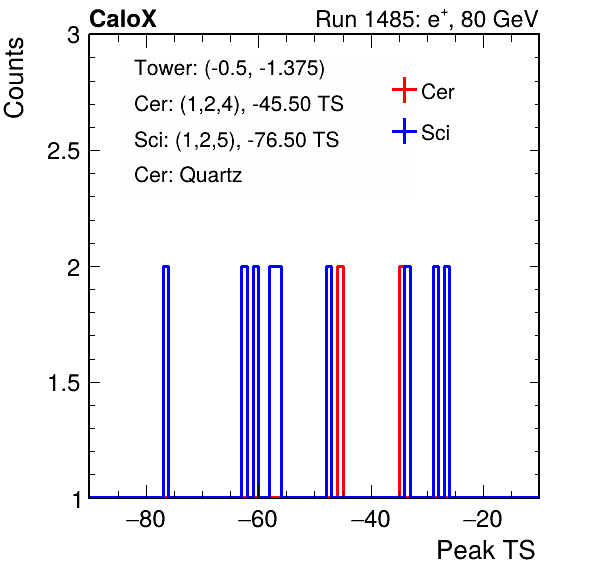 CaloX Run 1485: e+, 80 GeV
Counts
3
2.5
2
1.5
1
Tower: (-0.5, -1.375)
Cer: (1,2,4), -45.50 TS
Sci: (1,2,5), -76.50 TS
Cer: Quartz
Cer
Sci
−80 −60 −40 −20
Peak TS